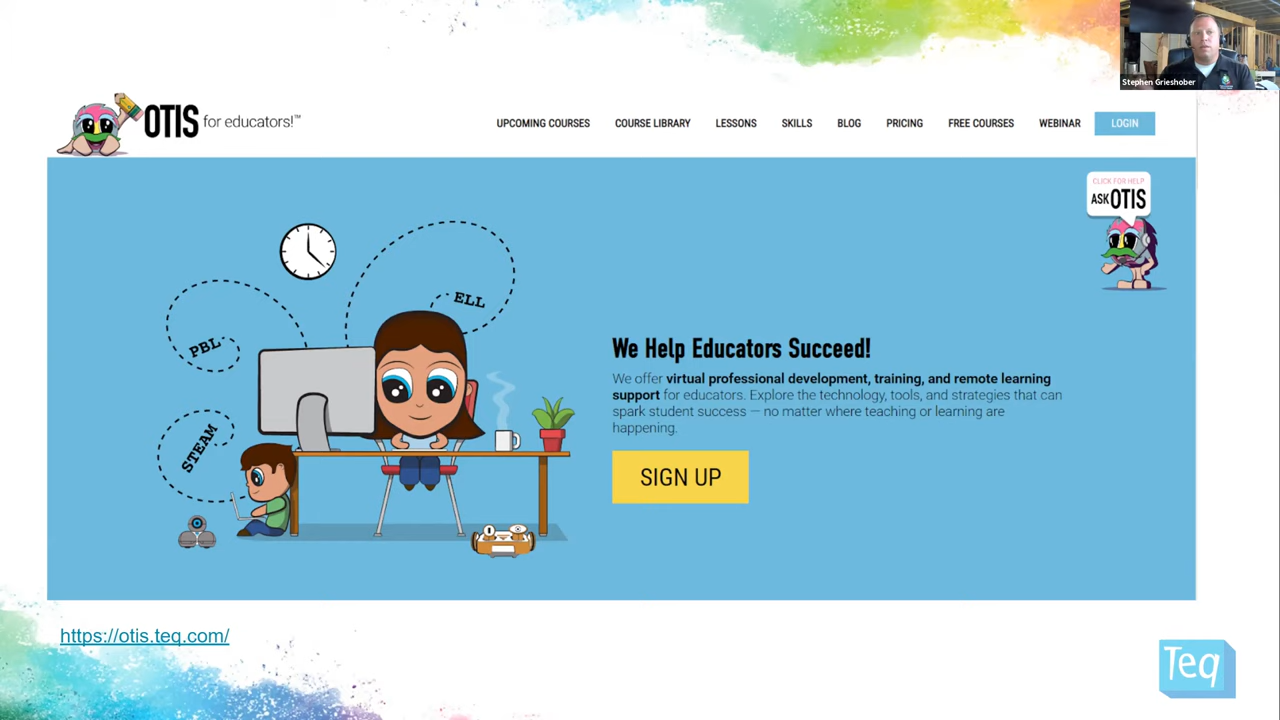 Stephen Grieshober
OTIS for educators!™
UPCOMING COURSES
COURSE LIBRARY
LESSONS
SKILLS
BLOG
PRICING
FREE COURSES
WEBINAR
LOGIN
CLICK FOR HELP
ASK OTIS
ELL
PBL
STEAM
We Help Educators Succeed!
We offer virtual professional development, training, and remote learning
support for educators. Explore the technology, tools, and strategies that can
spark student success — no matter where teaching or learning are
happening.
SIGN UP
https://otis.teq.com/
Teq